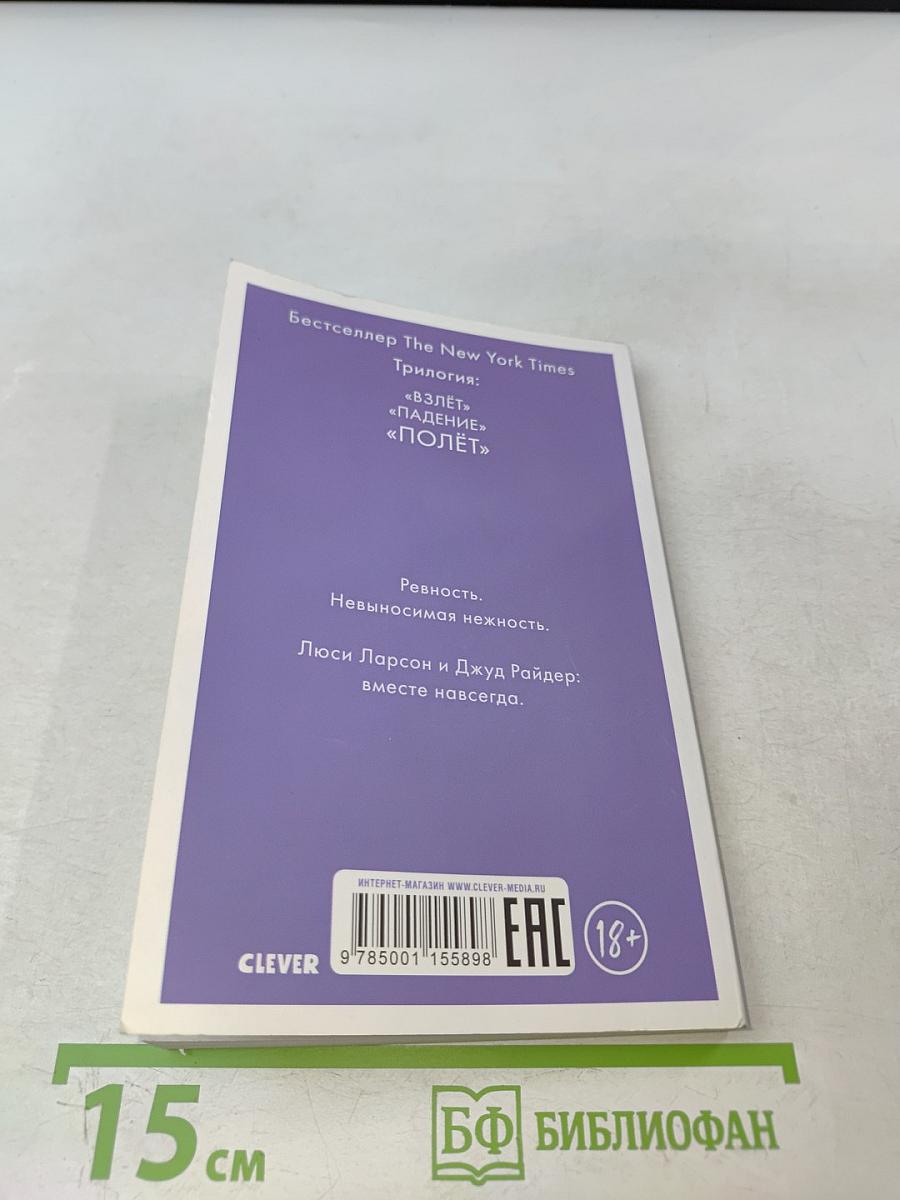 Бестселлер The New York Times
Трилогия:
«ВЗЛЁТ»
«ПАДЕНИЕ»
«ПОЛЁТ»
Ревность.
Невыносимая нежность.
Люси Ларсон и Джуд Райдер:
вместе навсегда.
ИНТЕРНЕТ-МАГАЗИН WWW.CLEVER-MEDIA.RU
9 785001 155898
EAC
18+
CLEVER
15 см
БФ БИБЛИОФАН